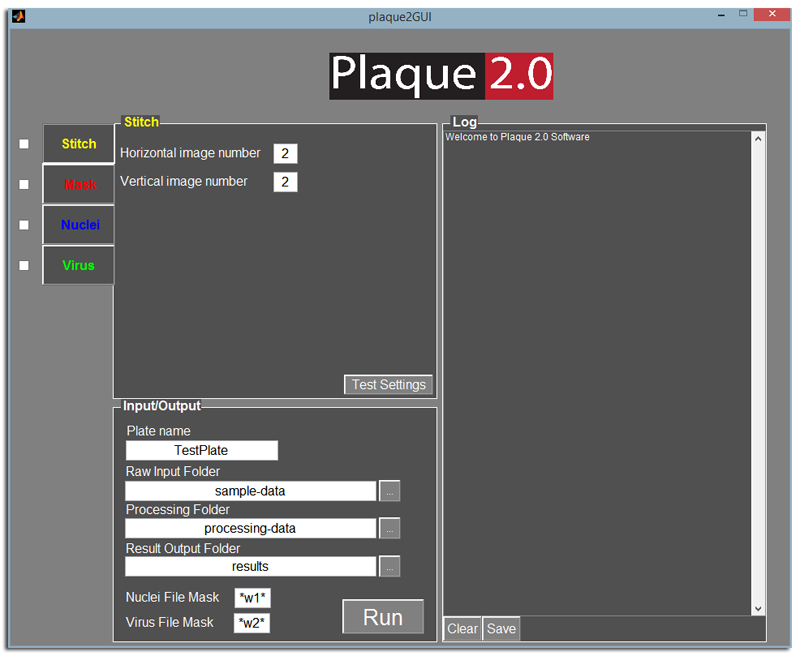 plaque2GUI
Plaque 2.0
Stitch
Mask
Nuclei
Virus
Stitch
Horizontal image number 2
Vertical image number 2
Test Settings
Input/Output
Plate name
TestPlate
Raw Input Folder
sample-data ...
Processing Folder
processing-data ...
Result Output Folder
results ...
Nuclei File Mask *w1*
Virus File Mask *w2*
Run
Log
Welcome to Plaque 2.0 Software
Clear Save